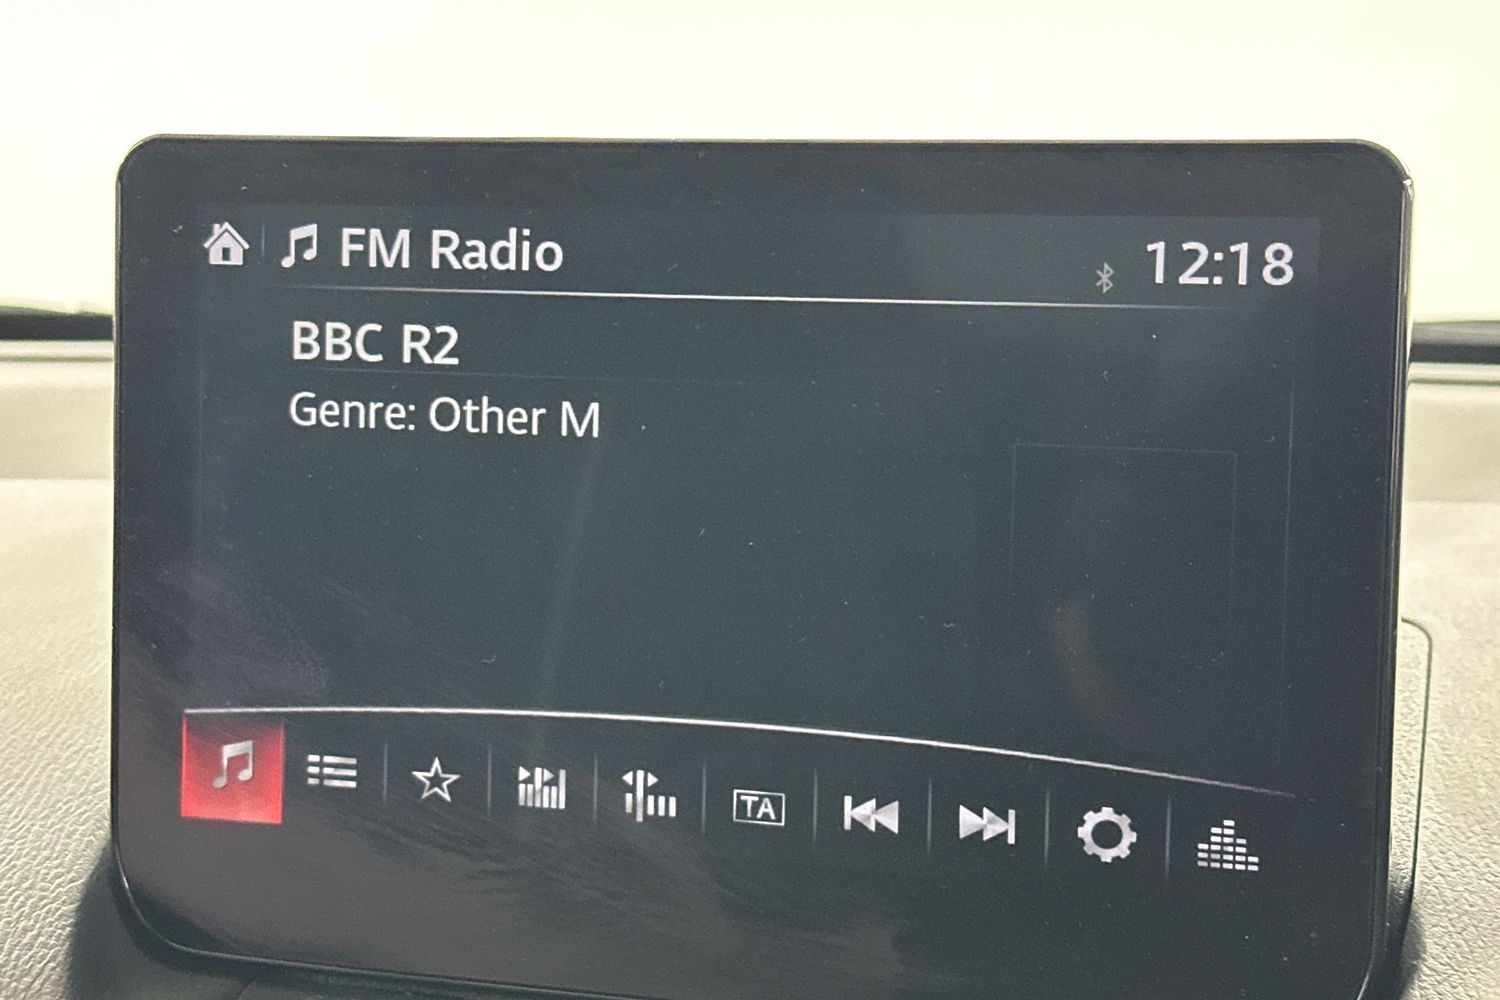 FM Radio
12:18
BBC R2
Genre: Other M
TA